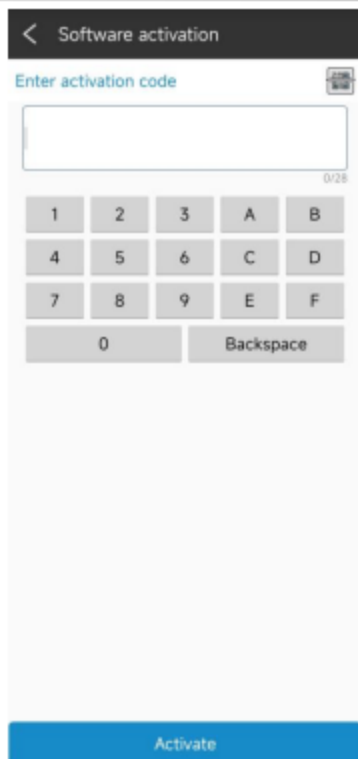 Software activation
Enter activation code
0/28
1 2 3 A B
4 5 6 C D
7 8 9 E F
0 Backspace
Activate